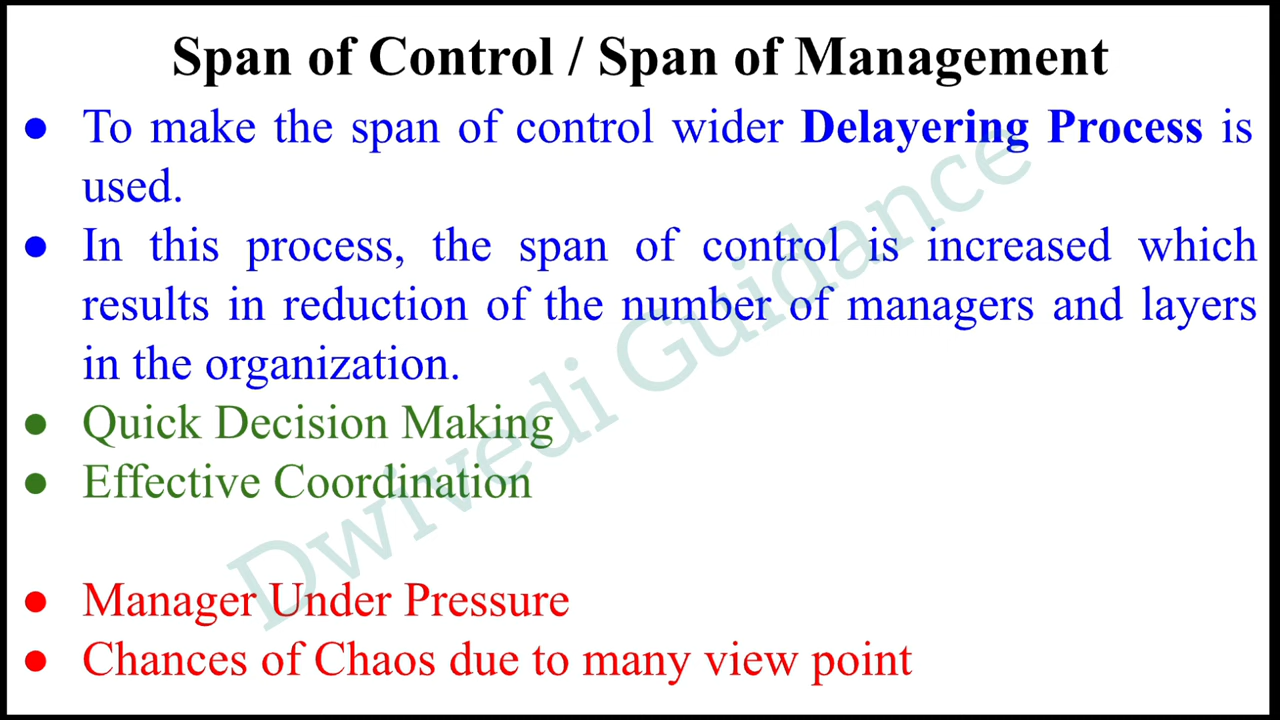 Span of Control / Span of Management
● To make the span of control wider Delayering Process is
used.
● In this process, the span of control is increased which
results in reduction of the number of managers and layers
in the organization.
● Quick Decision Making
● Effective Coordination
● Manager Under Pressure
● Chances of Chaos due to many view point
Dwivedi Guidance